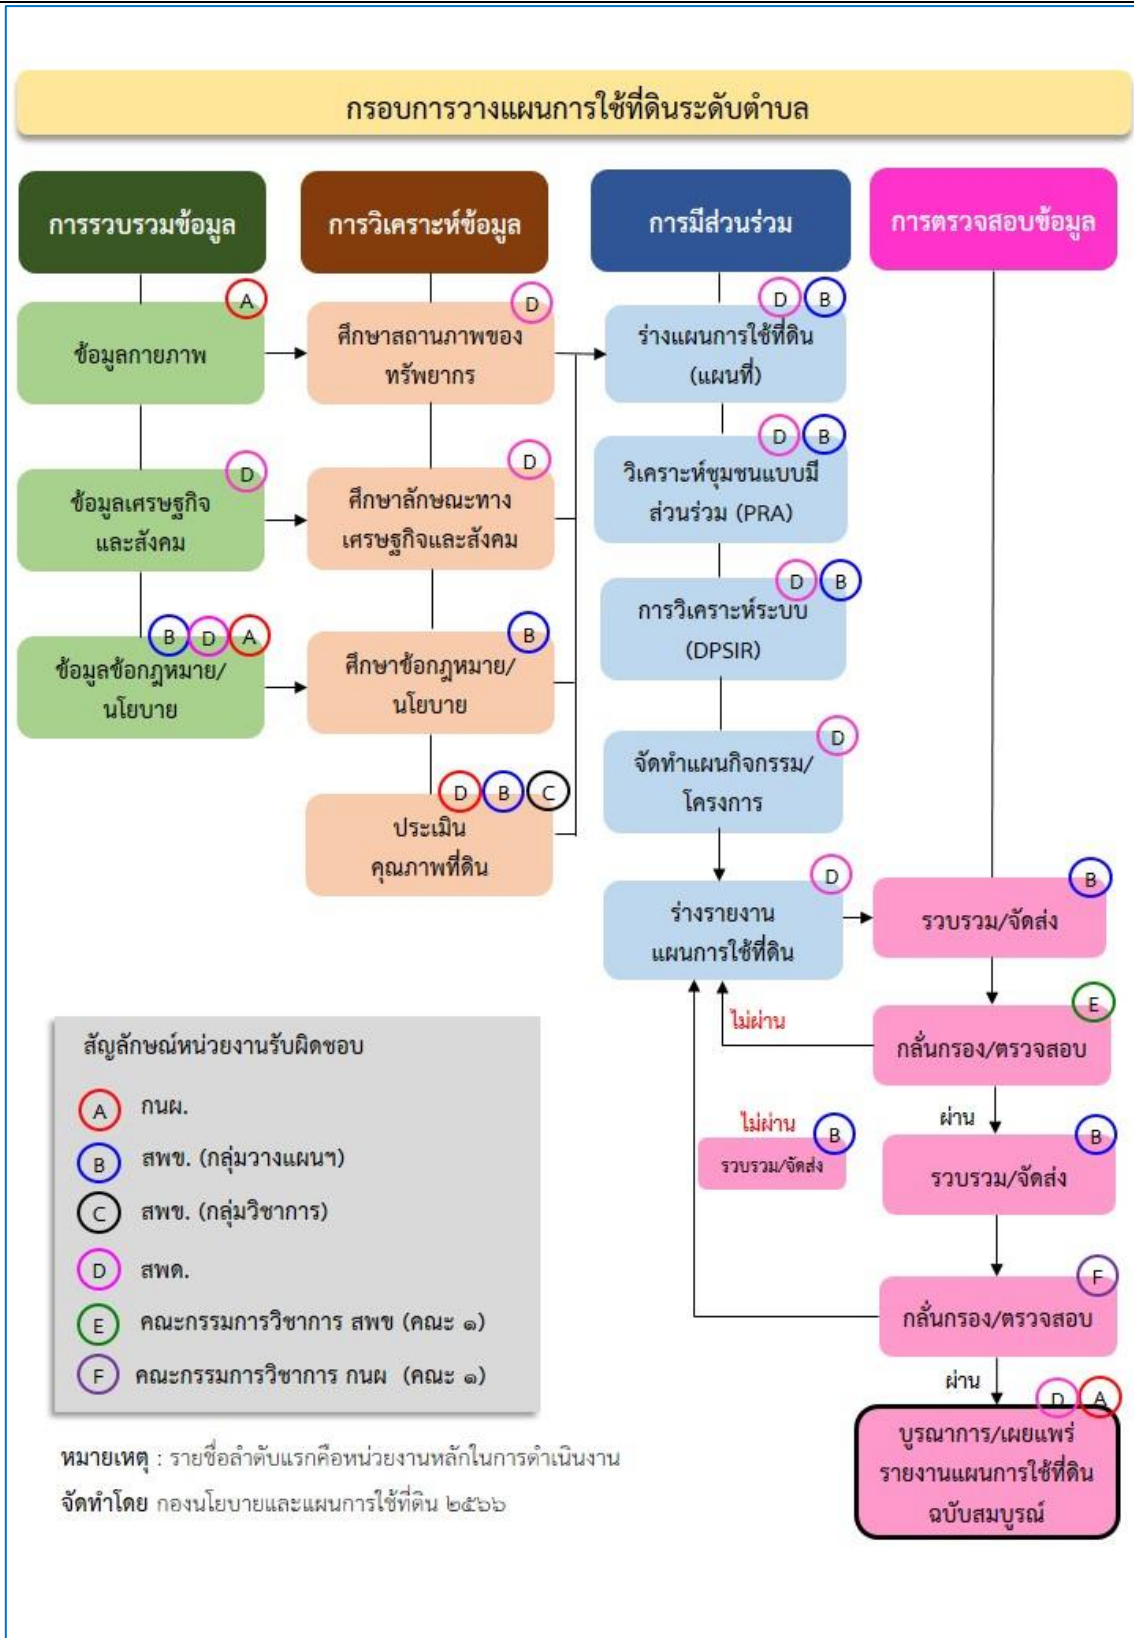 กรอบการวางแผนการใช้ที่ดินระดับตำบล
การรวบรวมข้อมูล
A
ข้อมูลกายภาพ
D
ข้อมูลเศรษฐกิจ
และสังคม
B D A
ข้อมูลข้อกฎหมาย/
นโยบาย
การวิเคราะห์ข้อมูล
D
ศึกษาสถานภาพของ
ทรัพยากร
D
ศึกษาลักษณะทาง
เศรษฐกิจและสังคม
B
ศึกษาข้อกฎหมาย/
นโยบาย
D B C
ประเมิน
คุณภาพที่ดิน
การมีส่วนร่วม
D B
ร่างแผนการใช้ที่ดิน
(แผนที่)
D B
วิเคราะห์ชุมชนแบบมี
ส่วนร่วม (PRA)
D B
การวิเคราะห์ระบบ
(DPSIR)
D
จัดทำแผนกิจกรรม/
โครงการ
D
ร่างรายงาน
แผนการใช้ที่ดิน
การตรวจสอบข้อมูล
B
รวบรวม/จัดส่ง
E
กลั่นกรอง/ตรวจสอบ
ไม่ผ่าน
ผ่าน
B
รวบรวม/จัดส่ง
ไม่ผ่าน
B
รวบรวม/จัดส่ง
F
กลั่นกรอง/ตรวจสอบ
ผ่าน
D A
บูรณาการ/เผยแพร่
รายงานแผนการใช้ที่ดิน
ฉบับสมบูรณ์
สัญลักษณ์หน่วยงานรับผิดชอบ
A กนผ.
B สพข. (กลุ่มวางแผนฯ)
C สพข. (กลุ่มวิชาการ)
D สพด.
E คณะกรรมการวิชาการ สพข (คณะ ๑)
F คณะกรรมการวิชาการ กนผ (คณะ ๑)
หมายเหตุ : รายชื่อลำดับแรกคือหน่วยงานหลักในการดำเนินงาน
จัดทำโดย กองนโยบายและแผนการใช้ที่ดิน ๒๕๖๖